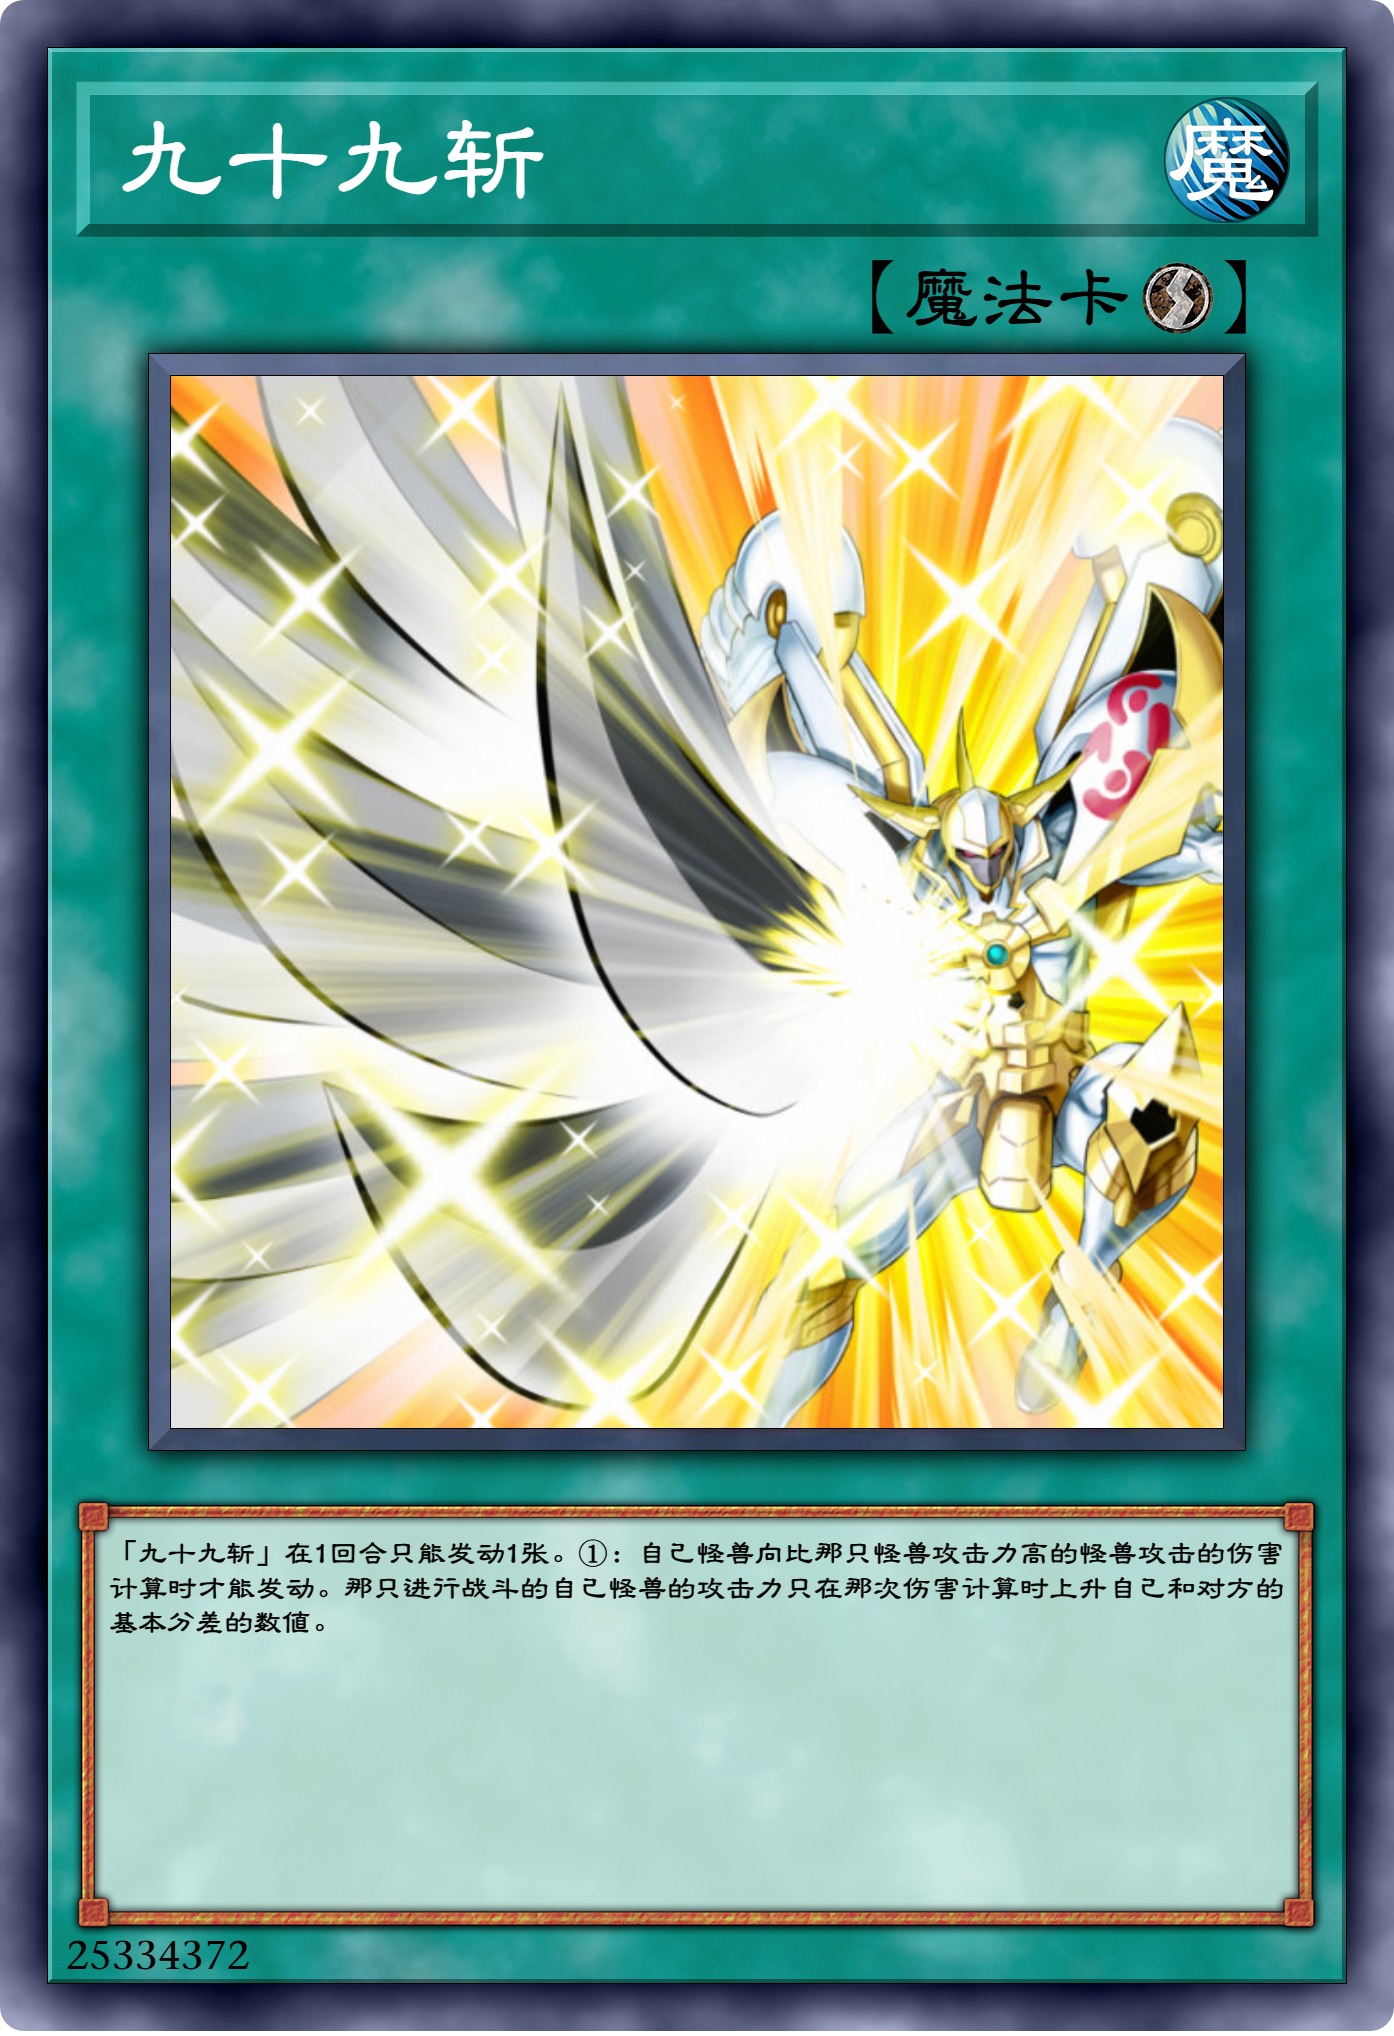 九十九斩
魔
【魔法卡】
「九十九斩」在1回合只能发动1张。①：自己怪兽向比那只怪兽攻击力高的怪兽攻击的伤害
计算时才能发动。那只进行战斗的自己怪兽的攻击力只在那次伤害计算时上升自己和对方的
基本分差的数值。
25334372